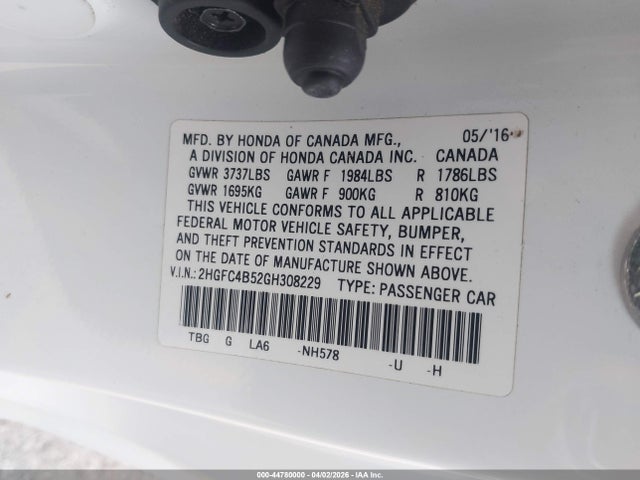 MFD. BY HONDA OF CANADA MFG., 05/'16
A DIVISION OF HONDA CANADA INC. CANADA
GVWR 3737LBS GAWR F 1984LBS R 1786LBS
GVWR 1695KG GAWR F 900KG R 810KG
THIS VEHICLE CONFORMS TO ALL APPLICABLE
FEDERAL MOTOR VEHICLE SAFETY, BUMPER,
AND THEFT PREVENTION STANDARDS IN EFFECT
ON THE DATE OF MANUFACTURE SHOWN ABOVE.
V.I.N.: 2HGFC4B52GH308229 TYPE: PASSENGER CAR
TBG G LA6 -NH578 -U -H
000-44780000 - 04/02/2026 - IAA Inc.